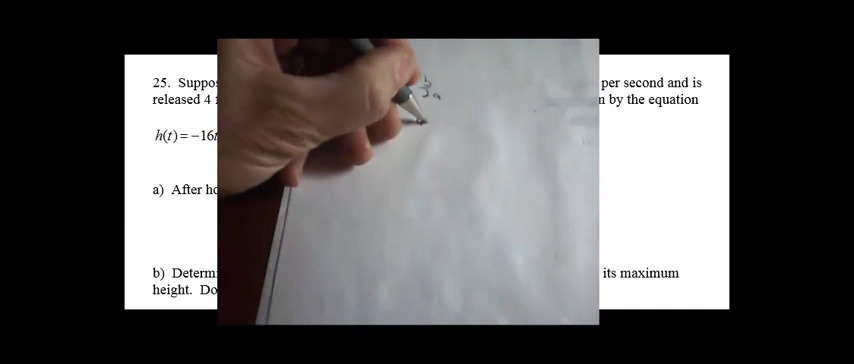 25. Suppo per second and is
released 4 n by the equation
h(t) = −16t
a) After ho
b) Determ its maximum
height. Do